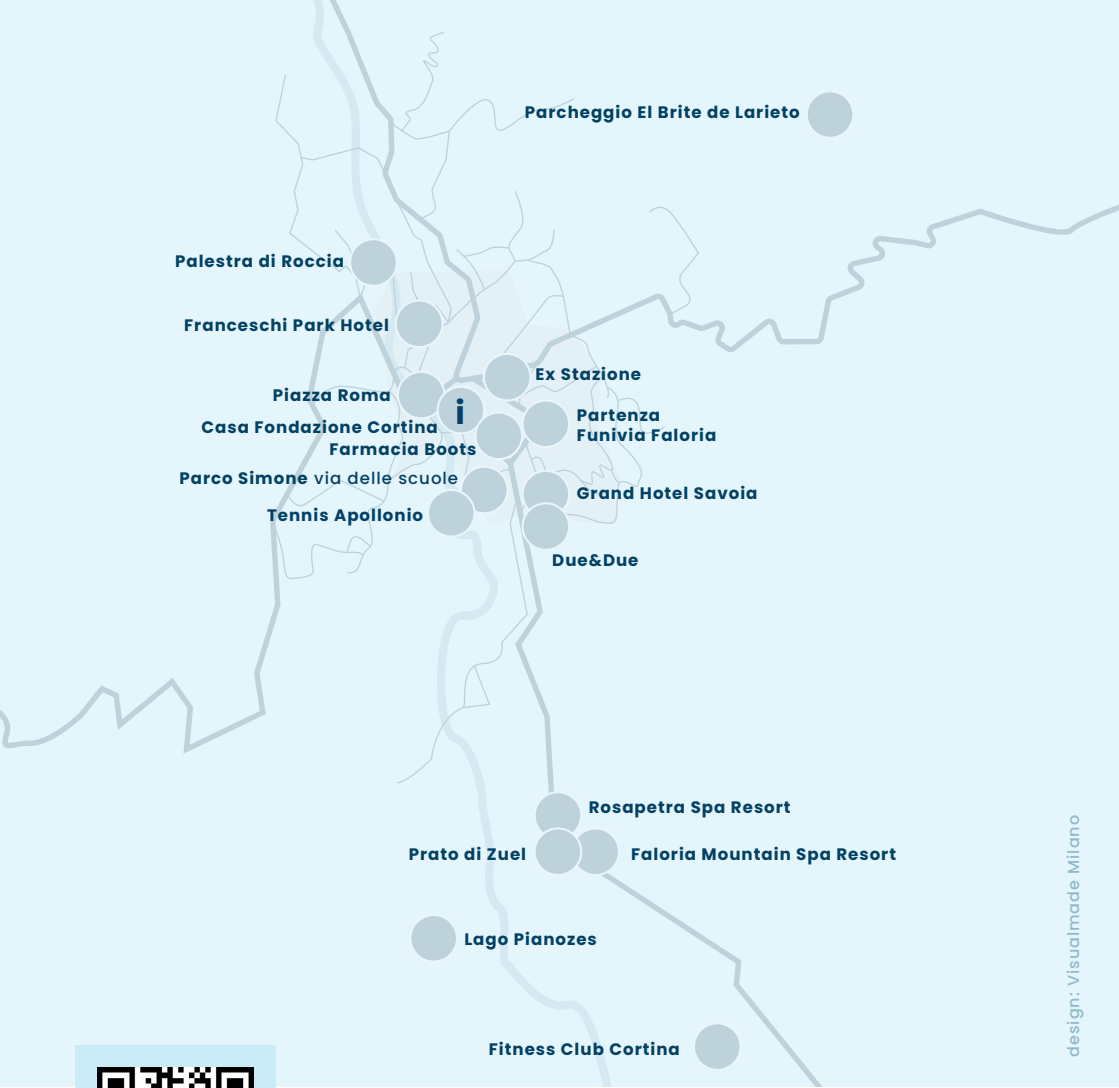 Parcheggio El Brite de Larieto
Palestra di Roccia
Franceschi Park Hotel
Ex Stazione
Piazza Roma
i
Partenza
Funivia Faloria
Casa Fondazione Cortina
Farmacia Boots
Parco Simone via delle scuole
Grand Hotel Savoia
Tennis Apollonio
Due&Due
Rosapetra Spa Resort
Prato di Zuel
Faloria Mountain Spa Resort
Lago Pianozes
Fitness Club Cortina
design: Visualmade Milano